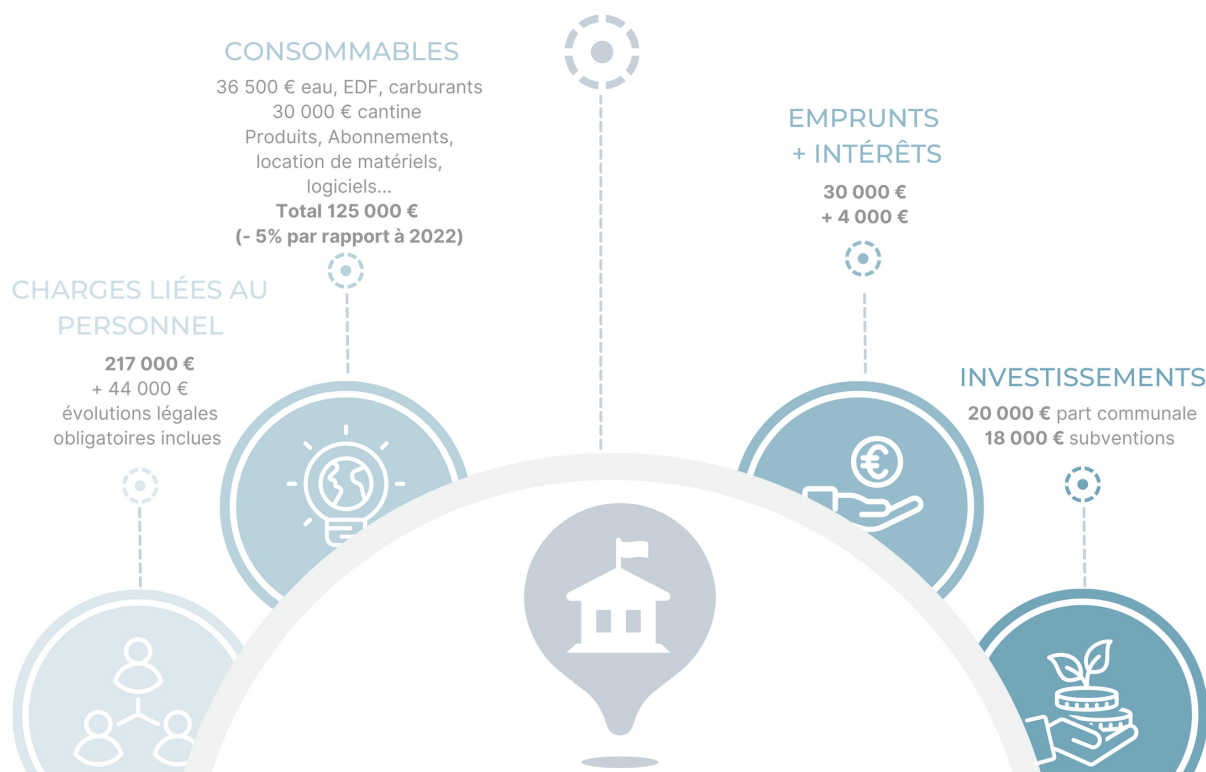 CONSOMMABLES
36 500 € eau, EDF, carburants
30 000 € cantine
Produits, Abonnements,
location de matériels,
logiciels...
Total 125 000 €
(- 5% par rapport à 2022)
EMPRUNTS
+ INTÉRÊTS
30 000 €
+ 4 000 €
CHARGES LIÉES AU
PERSONNEL
217 000 €
+ 44 000 €
évolutions légales
obligatoires inclues
INVESTISSEMENTS
20 000 € part communale
18 000 € subventions